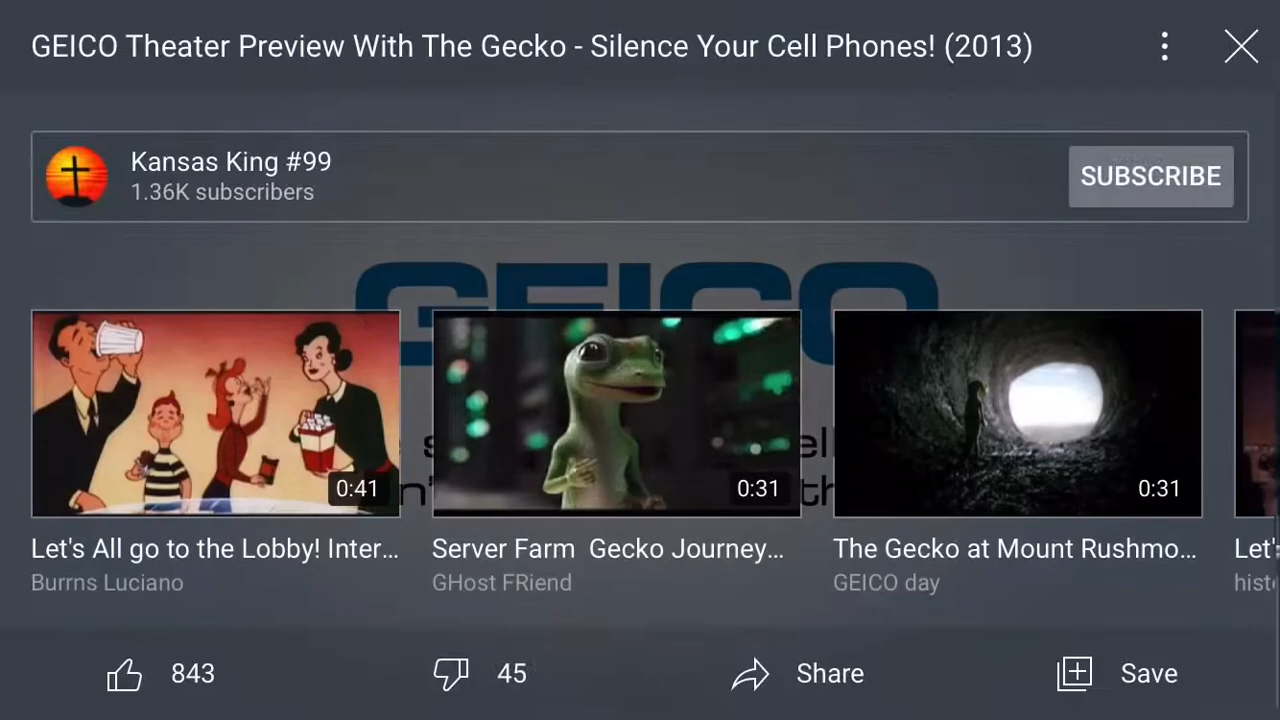 GEICO Theater Preview With The Gecko - Silence Your Cell Phones! (2013)
Kansas King #99
1.36K subscribers
SUBSCRIBE
GEICO
0:41
0:31
0:31
Let's All go to the Lobby! Inter...
Server Farm Gecko Journey...
The Gecko at Mount Rushmo...
Let'
Burrns Luciano
GHost FRiend
GEICO day
histo
843
45
Share
Save